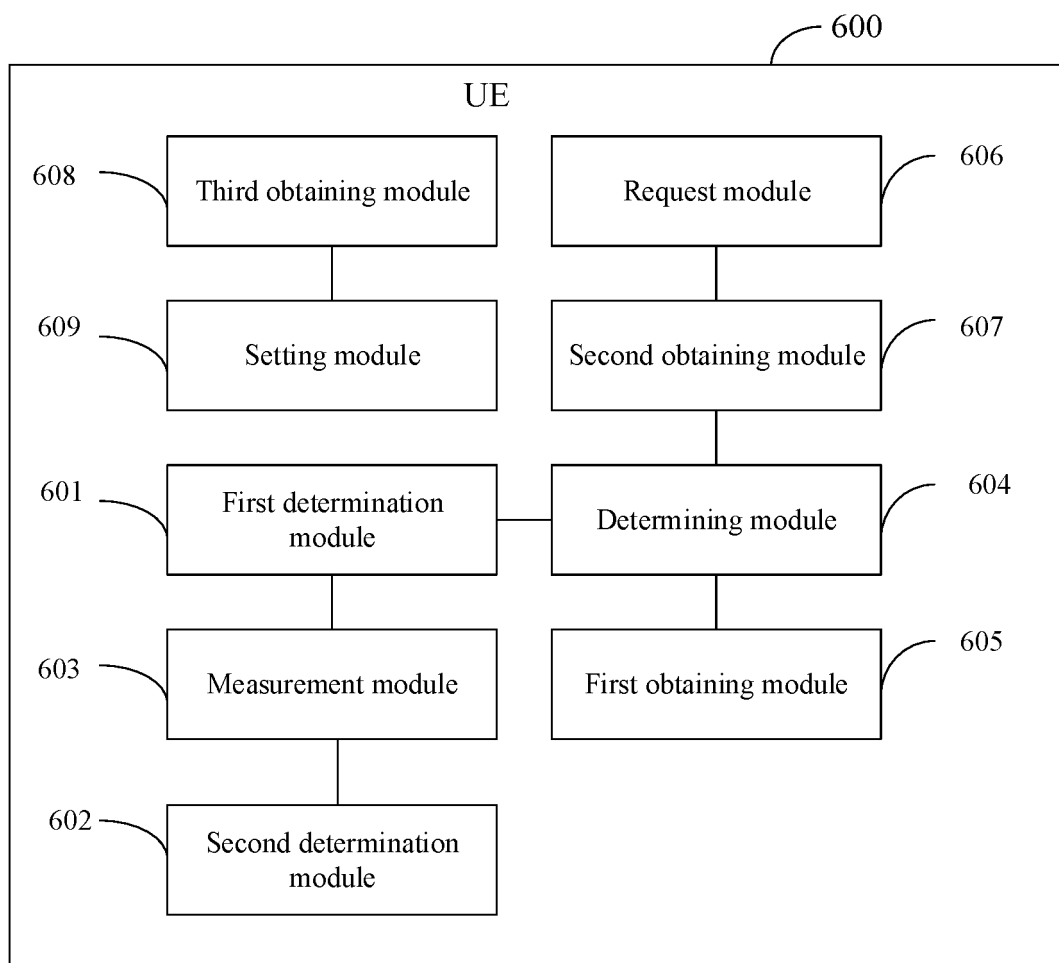 600
UE
608
Third obtaining module
Request module
606
609
Setting module
Second obtaining module
607
601
First determination
module
Determining module
604
603
Measurement module
First obtaining module
605
602
Second determination
module